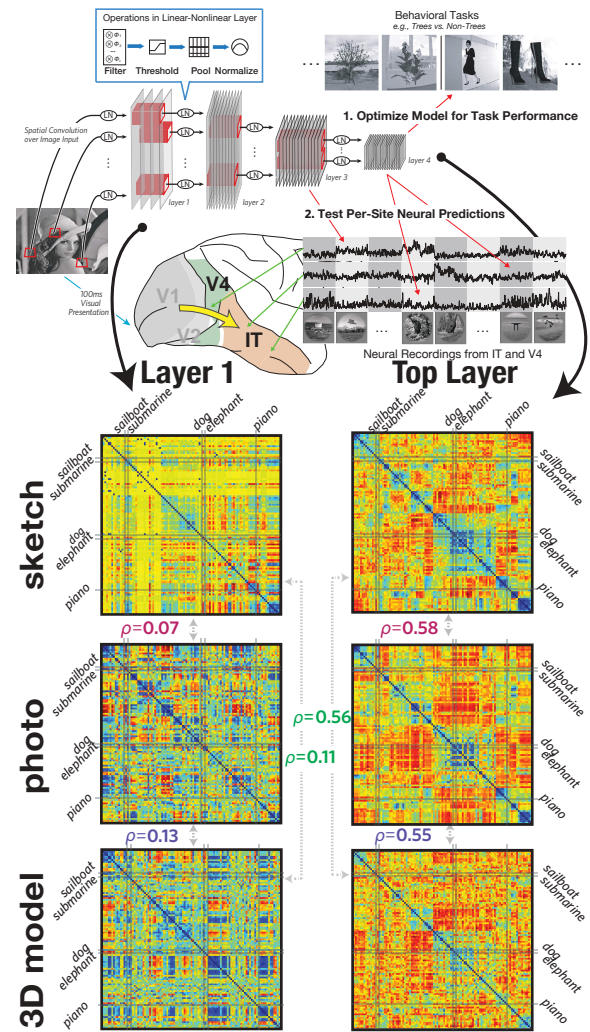 Operations in Linear-Nonlinear Layer
Φ₁
Φ₂
...
Φₖ
Filter
Threshold
Pool
Normalize
Behavioral Tasks
e.g., Trees vs. Non-Trees
...
...
1. Optimize Model for Task Performance
Spatial Convolution
over Image Input
LN
LN
LN
LN
LN
LN
LN
LN
LN
LN
layer 1
layer 2
layer 3
layer 4
2. Test Per-Site Neural Predictions
100ms
Visual
Presentation
V1
V2
V4
IT
...
...
Neural Recordings from IT and V4
Layer 1
Top Layer
sailboat
submarine
dog
elephant
piano
sailboat
submarine
dog
elephant
piano
sketch
sailboat
submarine
dog
elephant
piano
sailboat
submarine
dog
elephant
piano
ρ=0.07
ρ=0.58
photo
sailboat
submarine
dog
elephant
piano
ρ=0.56
ρ=0.11
sailboat
submarine
dog
elephant
piano
ρ=0.13
ρ=0.55
3D model
sailboat
submarine
dog
elephant
piano
sailboat
submarine
dog
elephant
piano